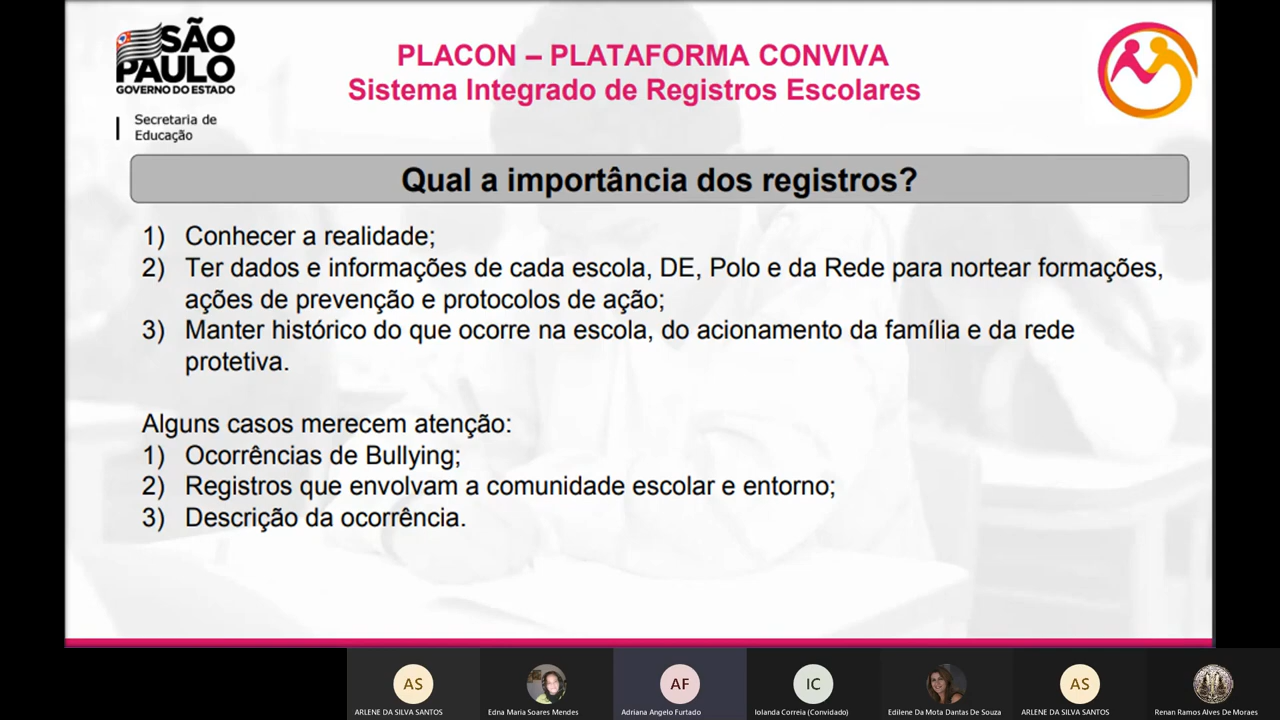 SÃO
PAULO
GOVERNO DO ESTADO
Secretaria de
Educação
PLACON – PLATAFORMA CONVIVA
Sistema Integrado de Registros Escolares
Qual a importância dos registros?
1) Conhecer a realidade;
2) Ter dados e informações de cada escola, DE, Polo e da Rede para nortear formações,
ações de prevenção e protocolos de ação;
3) Manter histórico do que ocorre na escola, do acionamento da família e da rede
protetiva.
Alguns casos merecem atenção:
1) Ocorrências de Bullying;
2) Registros que envolvam a comunidade escolar e entorno;
3) Descrição da ocorrência.
AS AF IC AS
ARLENE DA SILVA SANTOS Edna Maria Soares Mendes Adriana Angelo Furtado Iolanda Correia (Convidado) Edilene Da Mota Dantas De Souza ARLENE DA SILVA SANTOS Renan Ramos Alves De Moraes